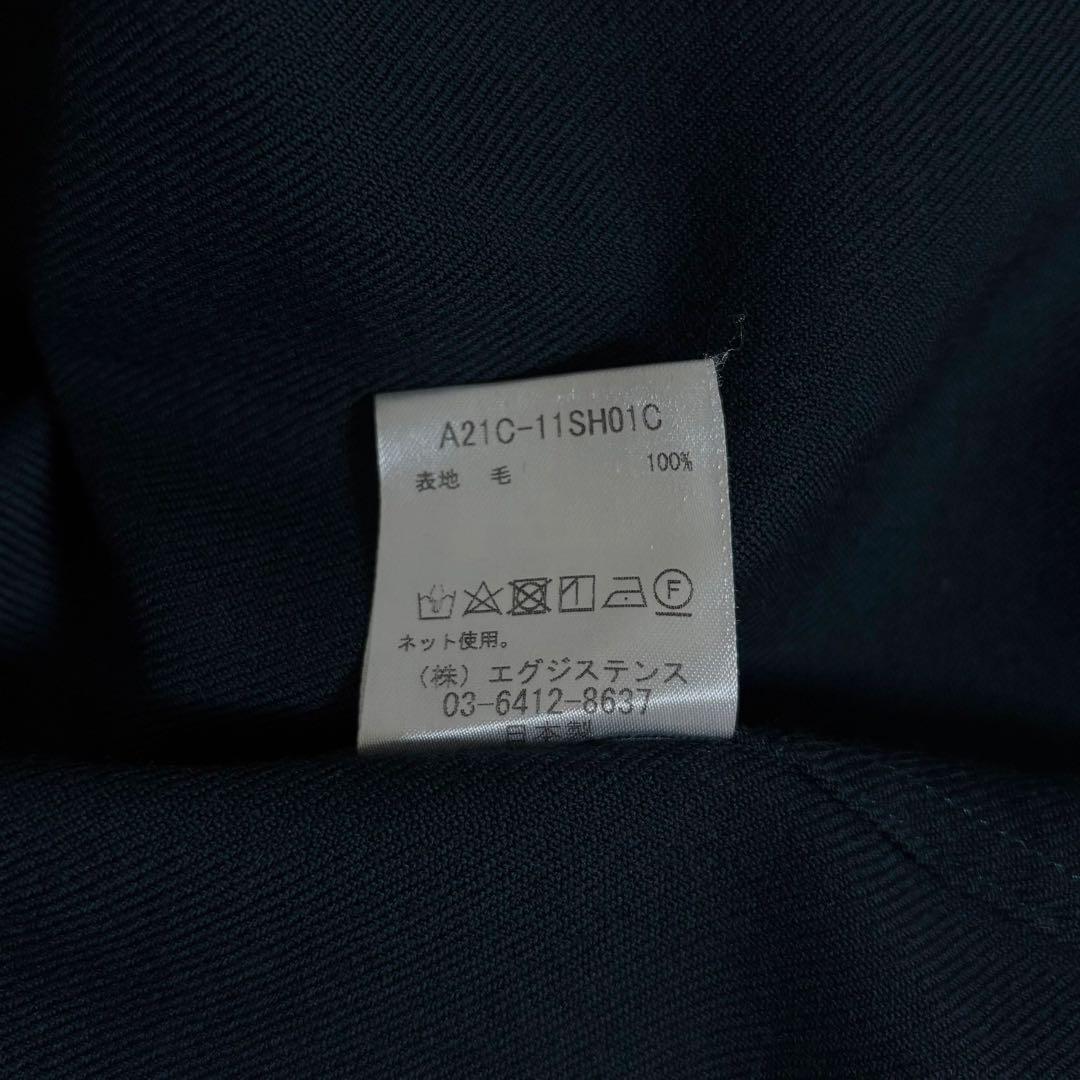 A21C-11SH01C
表地 毛 100%
F
ネット使用。
(株) エグジステンス
03-6412-8637
日本製